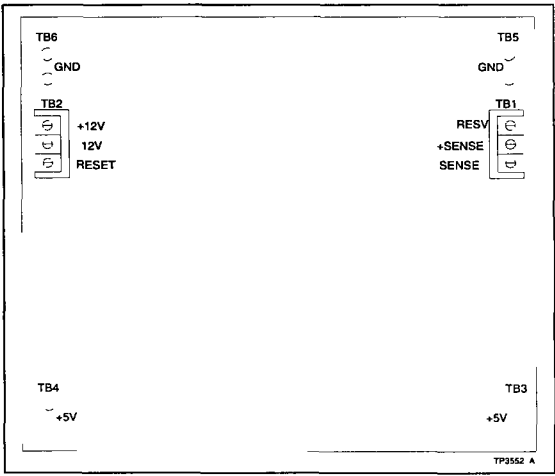 TB6
TB5
GND
GND
TB2
TB1
+12V
RESV
12V
+SENSE
RESET
SENSE
TB4
TB3
+5V
+5V
TP3552 A